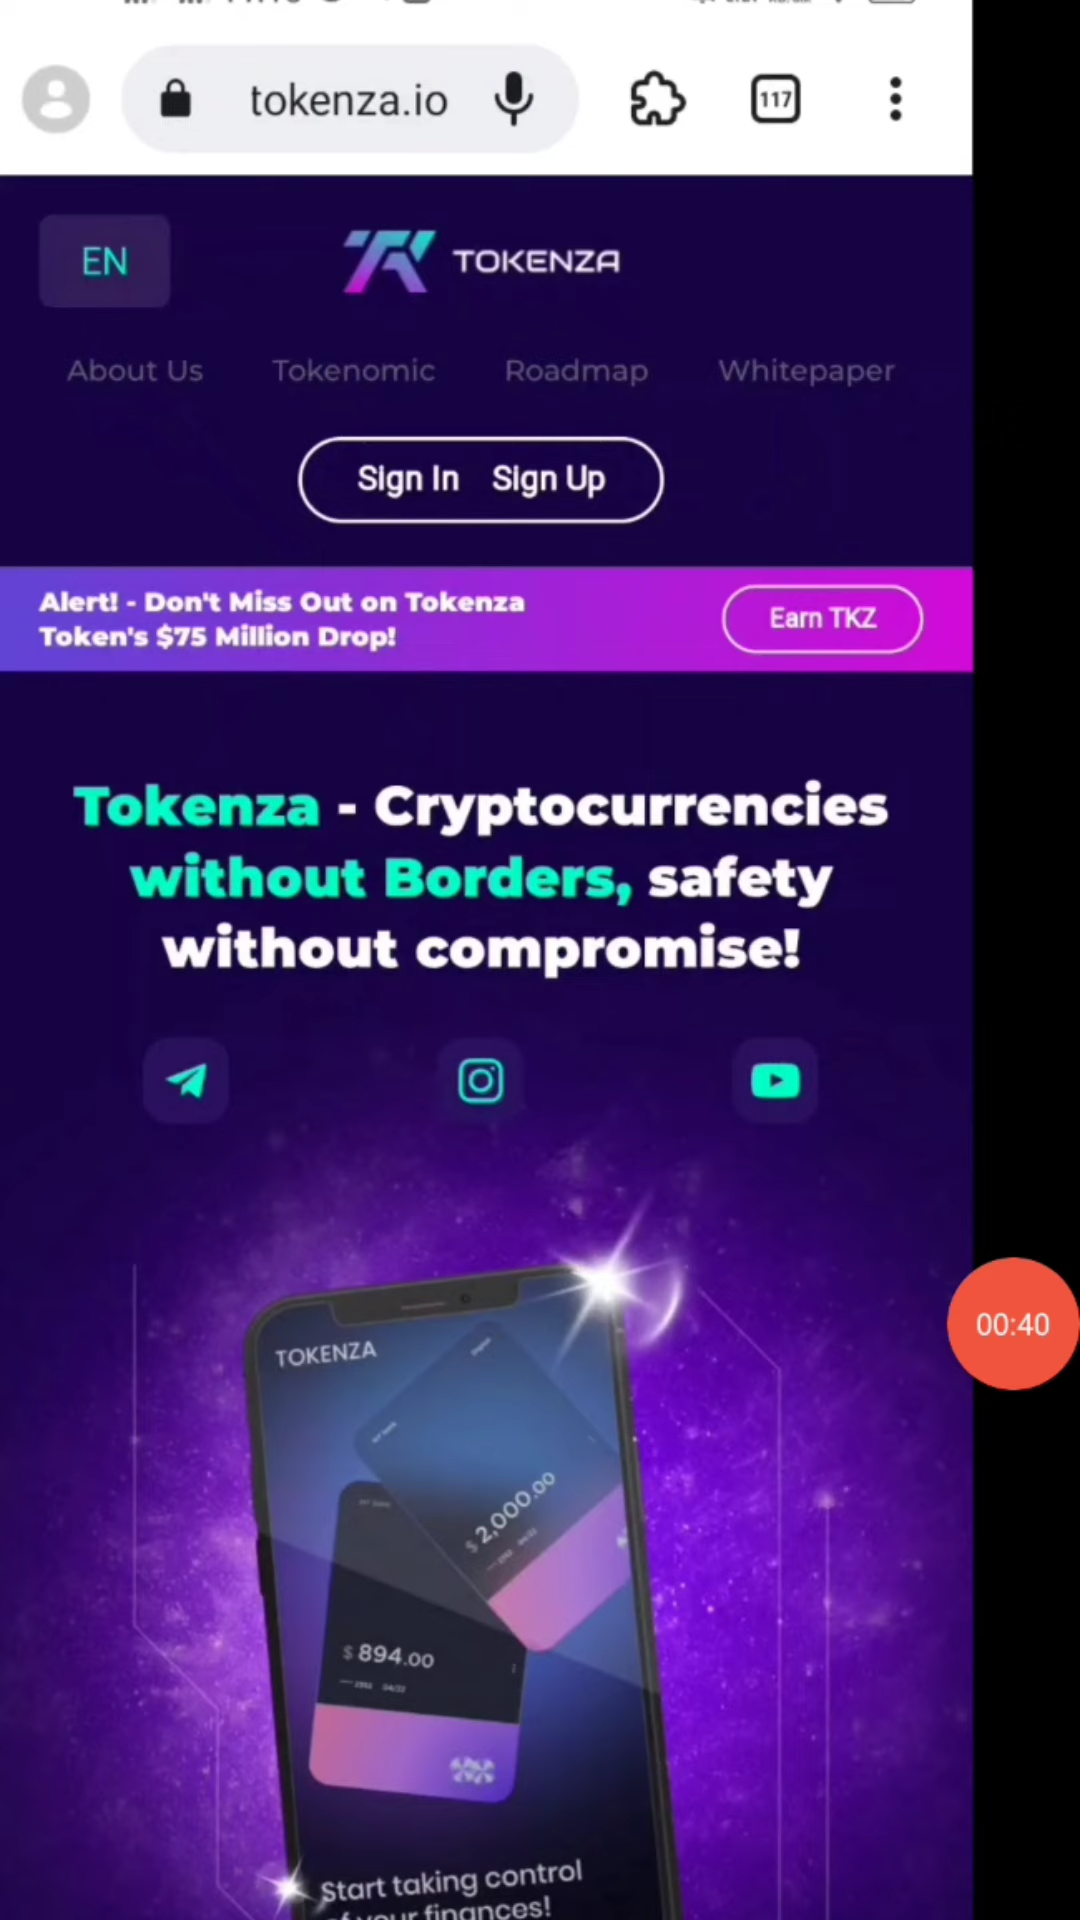 tokenza.io
117
EN
TOKENZA
About Us Tokenomic Roadmap Whitepaper
Sign In Sign Up
Alert! - Don't Miss Out on Tokenza
Token's $75 Million Drop!
Earn TKZ
Tokenza - Cryptocurrencies
without Borders, safety
without compromise!
TOKENZA
$ 2,000.00
00:40
$ 894.00
04/22
Start taking control
of your finances!